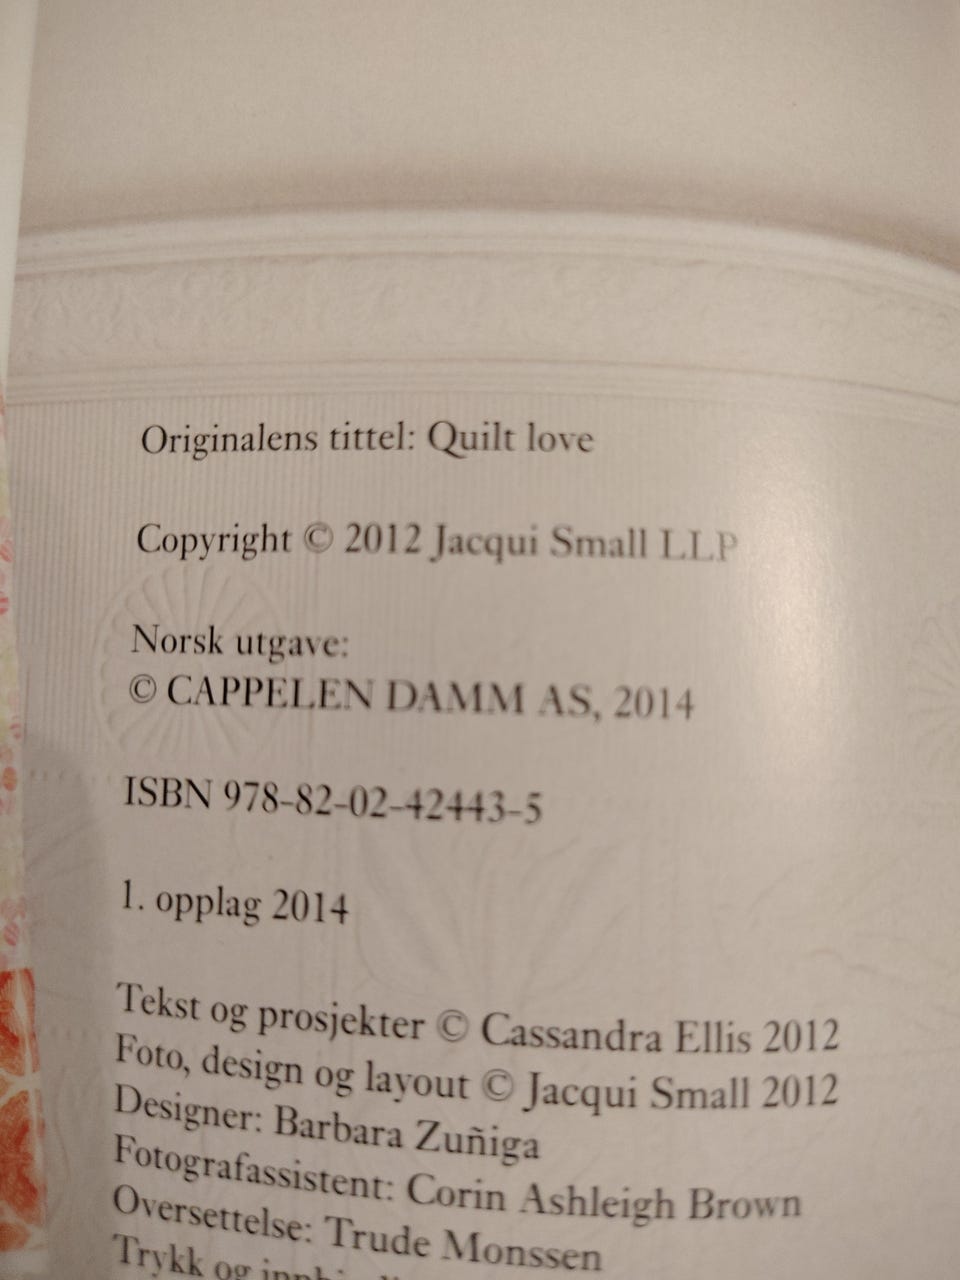 Originalens tittel: Quilt love
Copyright © 2012 Jacqui Small LLP
Norsk utgave:
© CAPPELEN DAMM AS, 2014
ISBN 978-82-02-42443-5
1. opplag 2014
Tekst og prosjekter © Cassandra Ellis 2012
Foto, design og layout © Jacqui Small 2012
Designer: Barbara Zuñiga
Fotografassistent: Corin Ashleigh Brown
Oversettelse: Trude Monssen
Trykk og